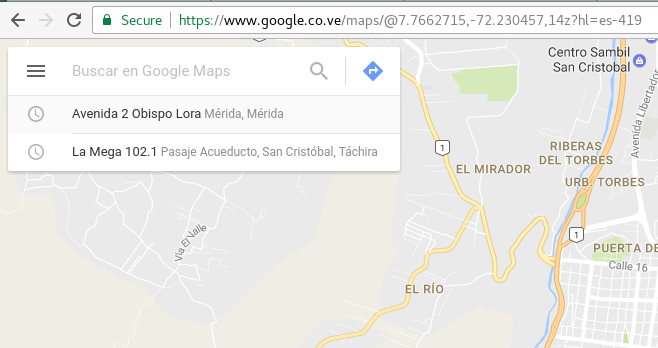 Secure https://www.google.co.ve/maps/@7.7662715,-72.230457,14z?hl=es-419
Buscar en Google Maps
Avenida 2 Obispo Lora Mérida, Mérida
La Mega 102.1 Pasaje Acueducto, San Cristóbal, Táchira
Centro Sambil
San Cristobal
Avenida Libertador
1
RIBERAS
DEL TORBES
EL MIRADOR
URB. TORBES
Vía El Valle
1
PUERTA DE
Calle 16
EL RÍO